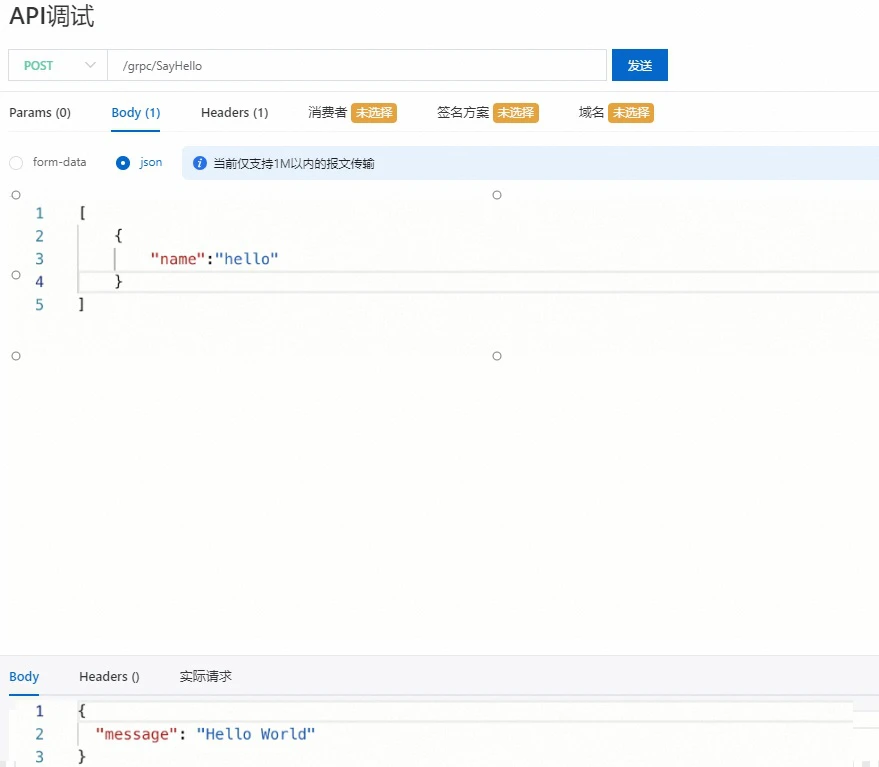 API调试
POST /grpc/SayHello 发送
Params (0) Body (1) Headers (1) 消费者 未选择 签名方案 未选择 域名 未选择
form-data json 当前仅支持1M以内的报文传输
1 [
2 {
3 "name":"hello"
4 }
5 ]
Body Headers () 实际请求
1 {
2 "message": "Hello World"
3 }